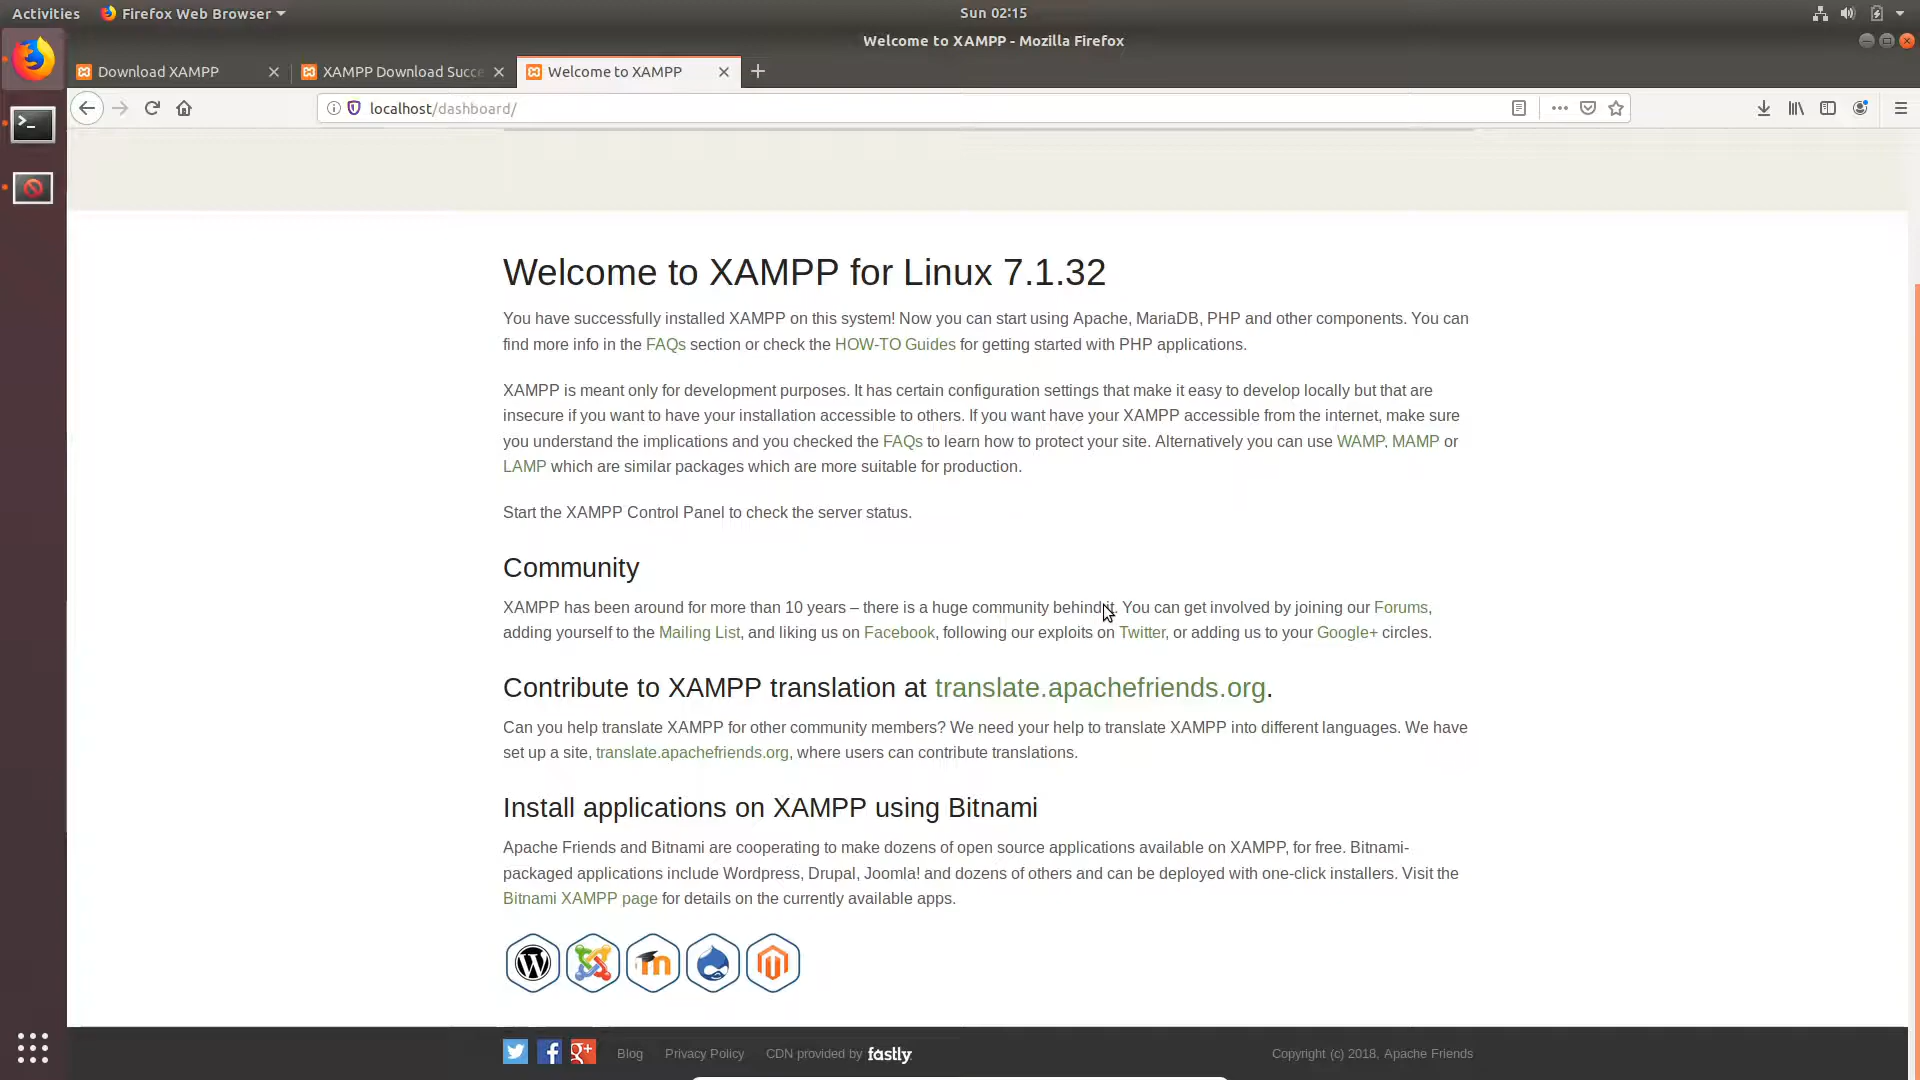 Activities
Firefox Web Browser
Sun 02:15
Welcome to XAMPP - Mozilla Firefox
Download XAMPP
XAMPP Download Succe
Welcome to XAMPP
localhost/dashboard/
Welcome to XAMPP for Linux 7.1.32
You have successfully installed XAMPP on this system! Now you can start using Apache, MariaDB, PHP and other components. You can
find more info in the FAQs section or check the HOW-TO Guides for getting started with PHP applications.
XAMPP is meant only for development purposes. It has certain configuration settings that make it easy to develop locally but that are
insecure if you want to have your installation accessible to others. If you want have your XAMPP accessible from the internet, make sure
you understand the implications and you checked the FAQs to learn how to protect your site. Alternatively you can use WAMP, MAMP or
LAMP which are similar packages which are more suitable for production.
Start the XAMPP Control Panel to check the server status.
Community
XAMPP has been around for more than 10 years – there is a huge community behind it. You can get involved by joining our Forums,
adding yourself to the Mailing List, and liking us on Facebook, following our exploits on Twitter, or adding us to your Google+ circles.
Contribute to XAMPP translation at translate.apachefriends.org.
Can you help translate XAMPP for other community members? We need your help to translate XAMPP into different languages. We have
set up a site, translate.apachefriends.org, where users can contribute translations.
Install applications on XAMPP using Bitnami
Apache Friends and Bitnami are cooperating to make dozens of open source applications available on XAMPP, for free. Bitnami-
packaged applications include Wordpress, Drupal, Joomla! and dozens of others and can be deployed with one-click installers. Visit the
Bitnami XAMPP page for details on the currently available apps.
Blog
Privacy Policy
CDN provided by fastly
Copyright (c) 2018, Apache Friends